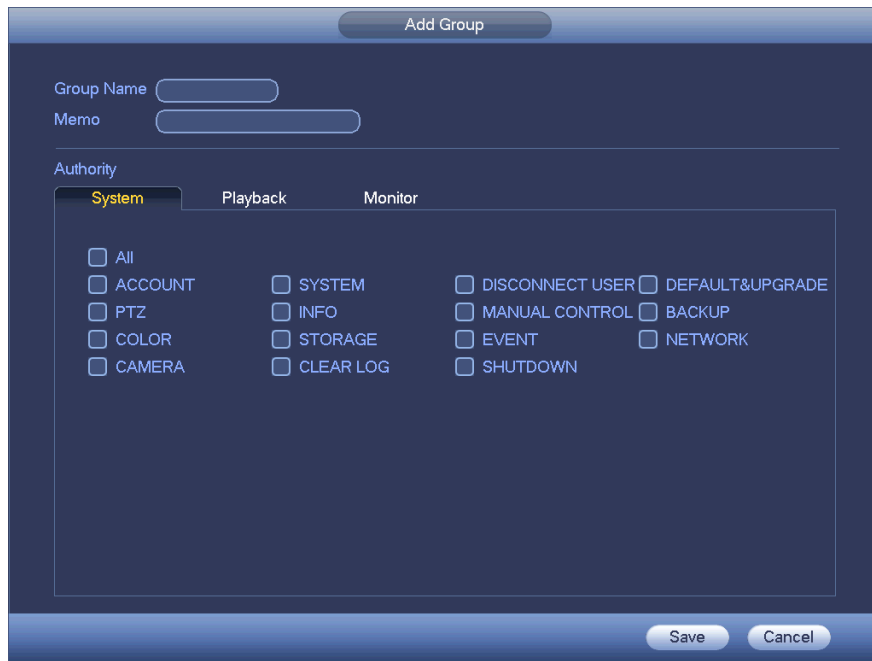 Add Group
Group Name
Memo
Authority
System Playback Monitor
All
ACCOUNT SYSTEM DISCONNECT USER DEFAULT&UPGRADE
PTZ INFO MANUAL CONTROL BACKUP
COLOR STORAGE EVENT NETWORK
CAMERA CLEAR LOG SHUTDOWN
Save Cancel